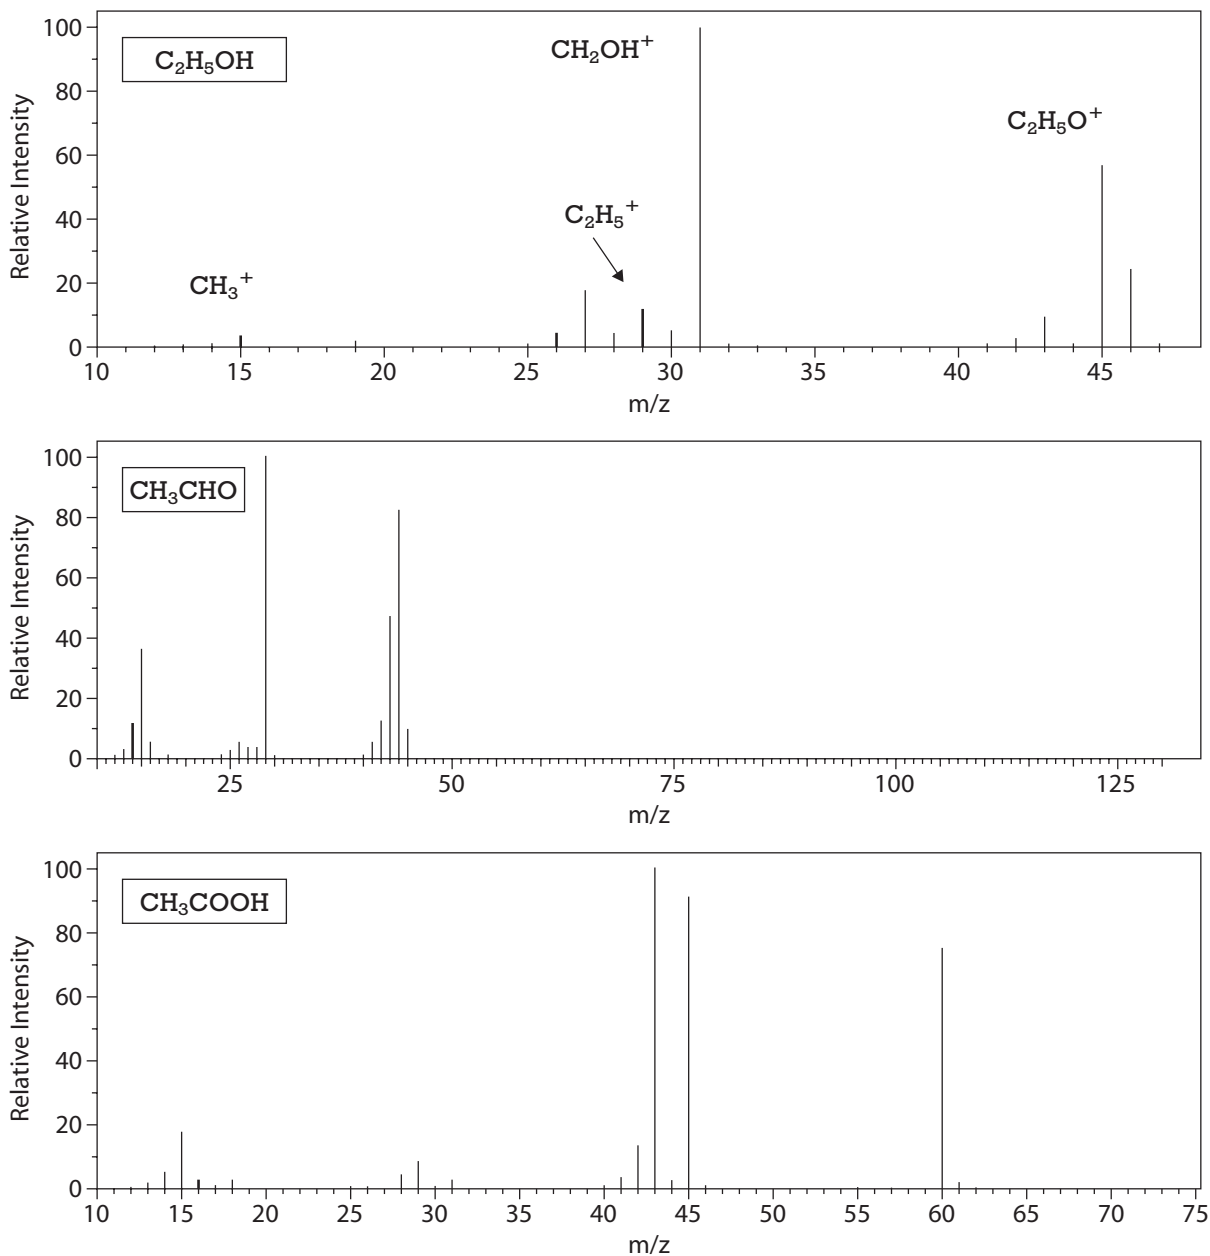 C₂H₅OH
CH₂OH⁺
C₂H₅O⁺
C₂H₅⁺
CH₃⁺
Relative Intensity
100
80
60
40
20
0
10 15 20 25 30 35 40 45
m/z
CH₃CHO
Relative Intensity
100
80
60
40
20
0
25 50 75 100 125
m/z
CH₃COOH
Relative Intensity
100
80
60
40
20
0
10 15 20 25 30 35 40 45 50 55 60 65 70 75
m/z